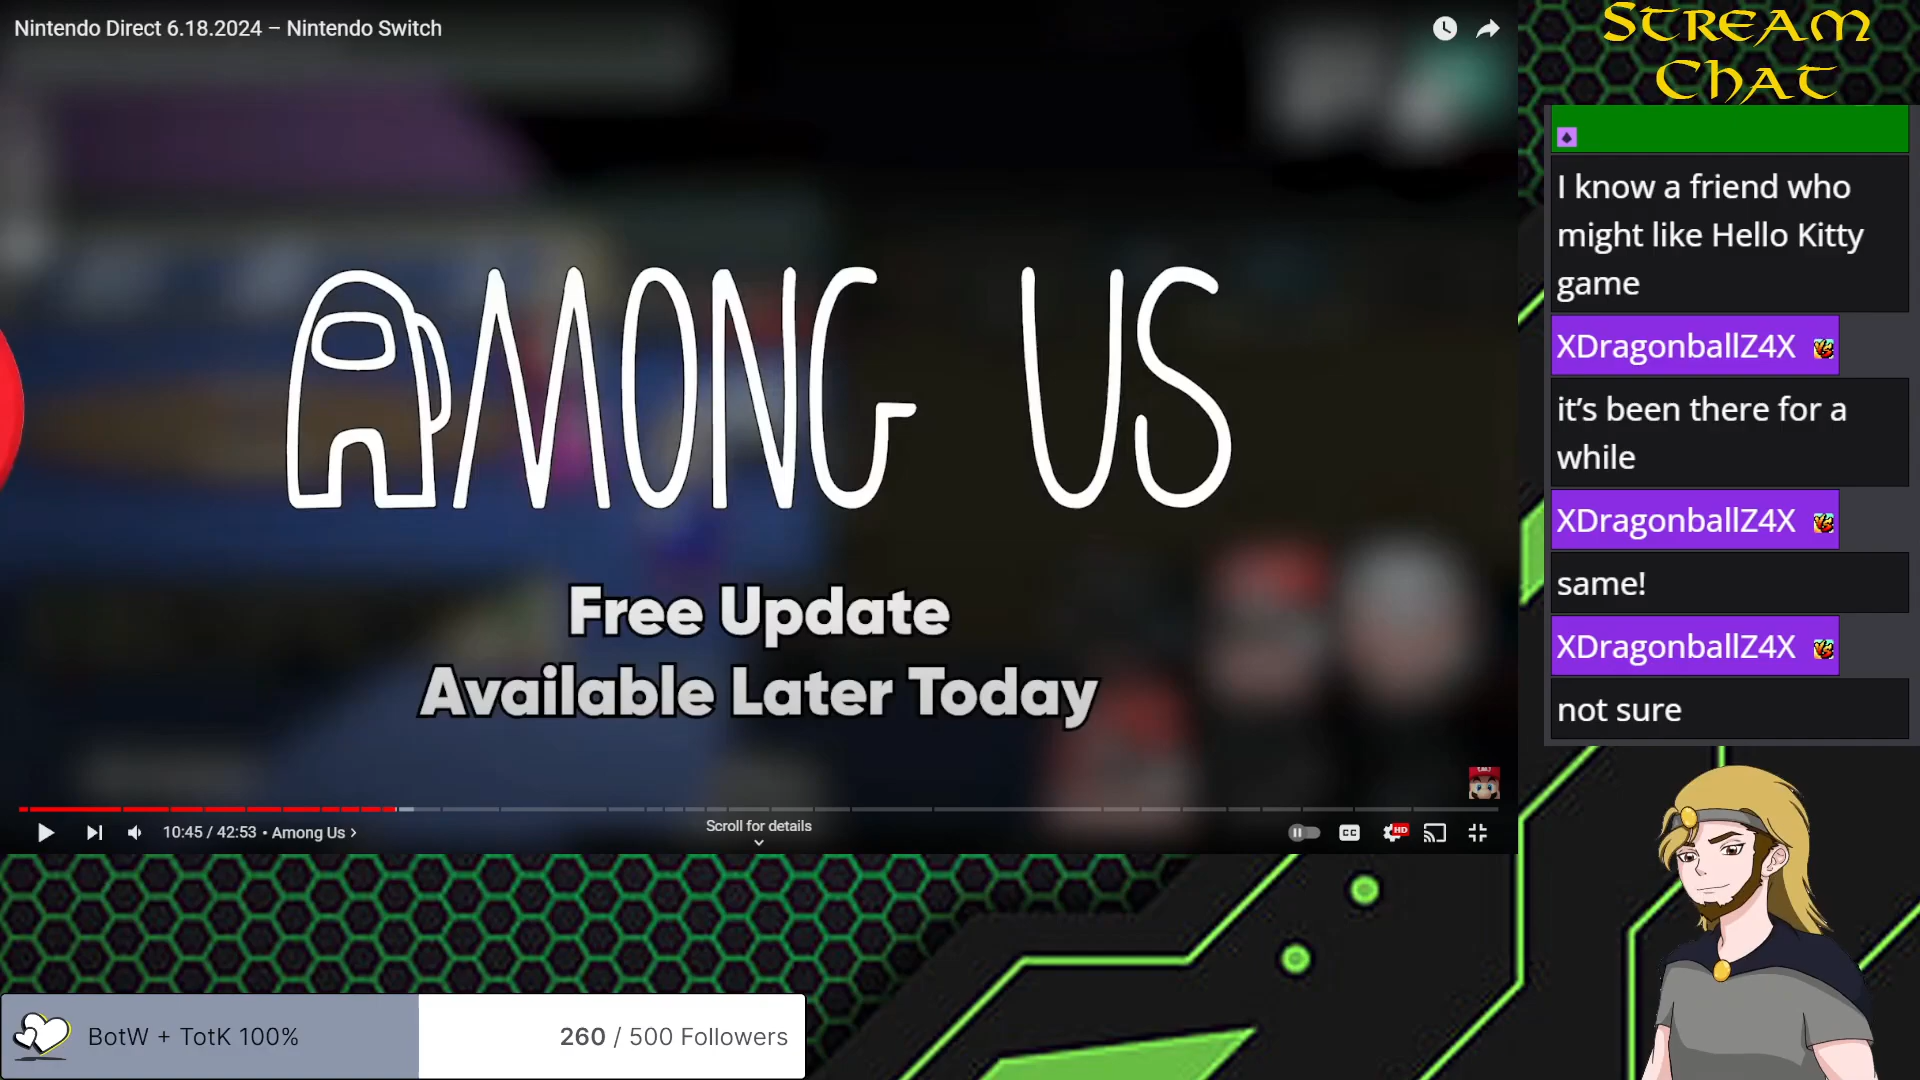 Nintendo Direct 6.18.2024 – Nintendo Switch
AMONG US
Free Update
Available Later Today
10:45 / 42:53 • Among Us ›
Scroll for details
CC
HD
STREAM
CHAT
I know a friend who
might like Hello Kitty
game
XDragonballZ4X
it’s been there for a
while
XDragonballZ4X
same!
XDragonballZ4X
not sure
BotW + TotK 100%
260 / 500 Followers